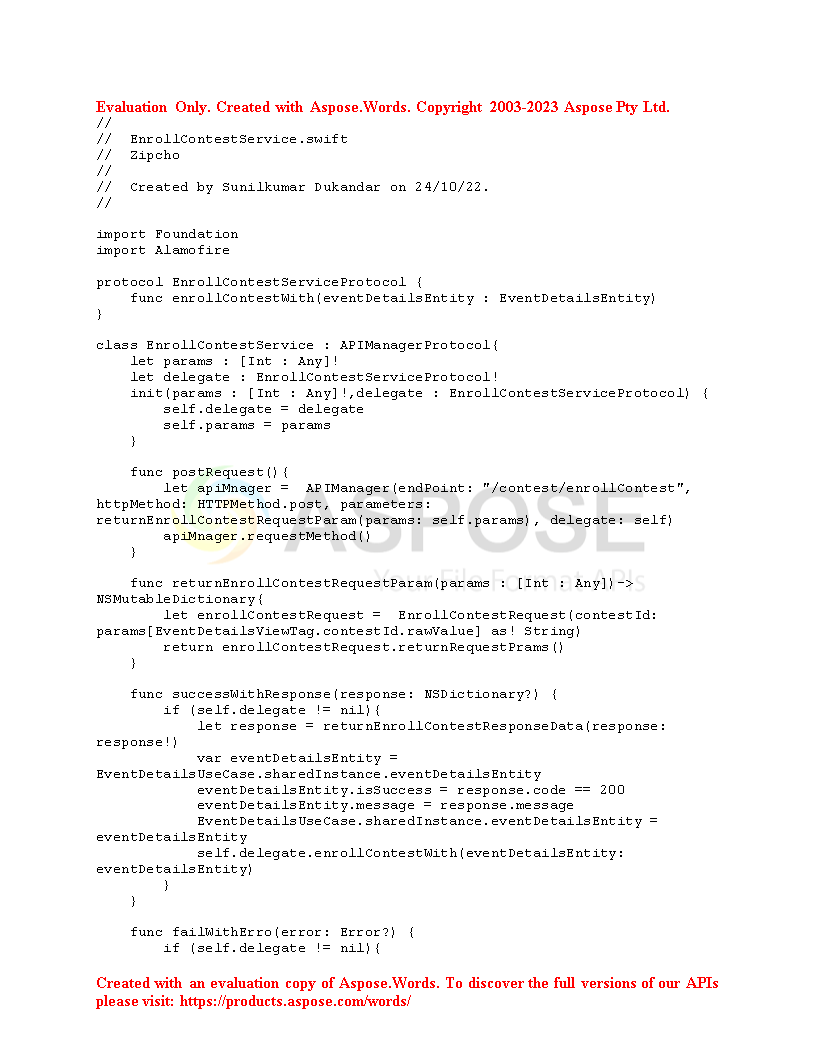 Evaluation Only. Created with Aspose.Words. Copyright 2003-2023 Aspose Pty Ltd.
//
//  EnrollContestService.swift
//  Zipcho
//
//  Created by Sunilkumar Dukandar on 24/10/22.
//
import Foundation
import Alamofire
protocol EnrollContestServiceProtocol {
    func enrollContestWith(eventDetailsEntity : EventDetailsEntity)
}
class EnrollContestService : APIManagerProtocol{
    let params : [Int : Any]!
    let delegate : EnrollContestServiceProtocol!
    init(params : [Int : Any]!,delegate : EnrollContestServiceProtocol) {
        self.delegate = delegate
        self.params = params
    }
    func postRequest(){
        let apiMnager =  APIManager(endPoint: "/contest/enrollContest",
httpMethod: HTTPMethod.post, parameters:
returnEnrollContestRequestParam(params: self.params), delegate: self)
        apiMnager.requestMethod()
    }
ASPOSE
Your File Format APIs
    func returnEnrollContestRequestParam(params : [Int : Any])->
NSMutableDictionary{
        let enrollContestRequest =  EnrollContestRequest(contestId:
params[EventDetailsViewTag.contestId.rawValue] as! String)
        return enrollContestRequest.returnRequestPrams()
    }
    func successWithResponse(response: NSDictionary?) {
        if (self.delegate != nil){
            let response = returnEnrollContestResponseData(response:
response!)
            var eventDetailsEntity =
EventDetailsUseCase.sharedInstance.eventDetailsEntity
            eventDetailsEntity.isSuccess = response.code == 200
            eventDetailsEntity.message = response.message
            EventDetailsUseCase.sharedInstance.eventDetailsEntity =
eventDetailsEntity
            self.delegate.enrollContestWith(eventDetailsEntity:
eventDetailsEntity)
        }
    }
    func failWithErro(error: Error?) {
        if (self.delegate != nil){
Created with an evaluation copy of Aspose.Words. To discover the full versions of our APIs
please visit: https://products.aspose.com/words/